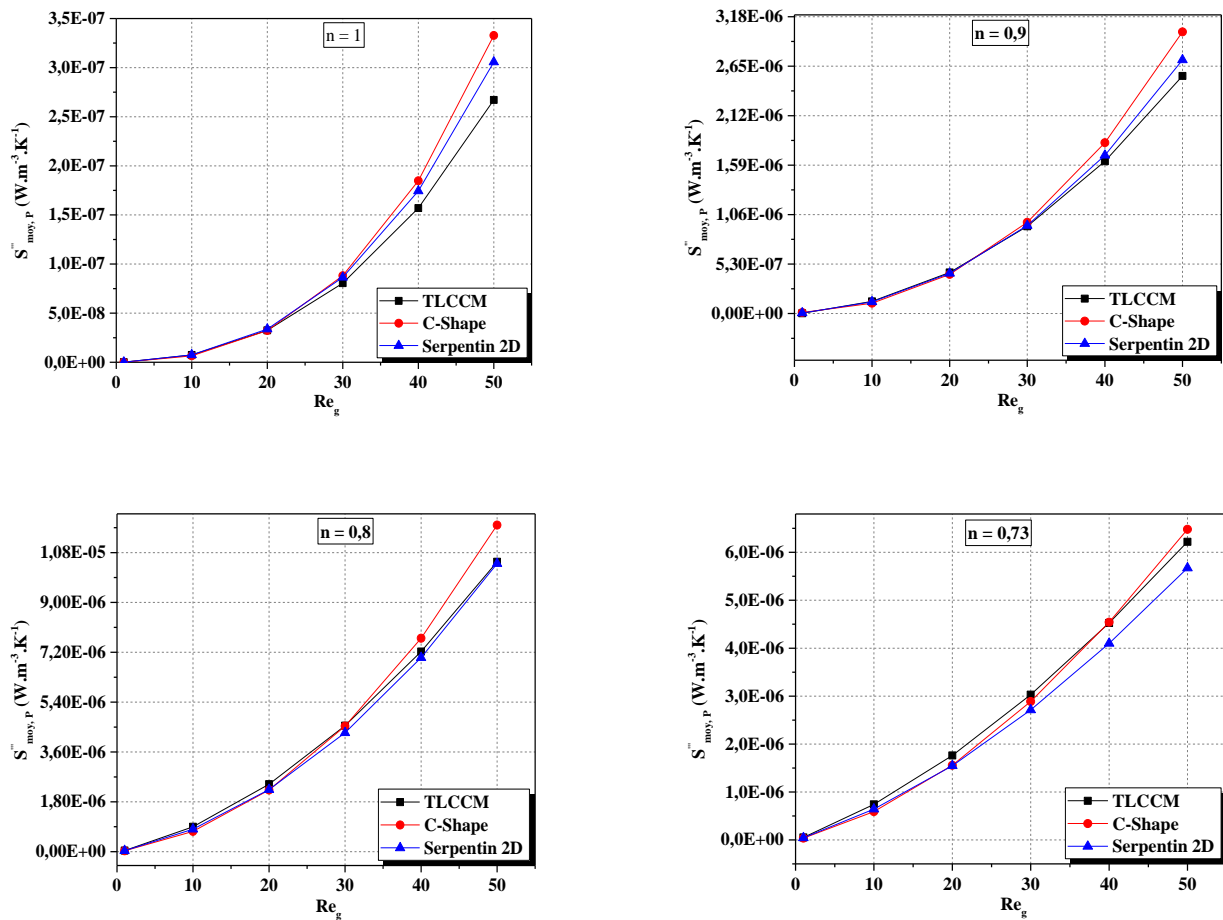 n = 1
3,5E-07
3,0E-07
2,5E-07
2,0E-07
1,5E-07
1,0E-07
5,0E-08
0,0E+00
S'''moy, P (W.m-3.K-1)
0 10 20 30 40 50
Reg
TLCCM
C-Shape
Serpentin 2D
n = 0,9
3,18E-06
2,65E-06
2,12E-06
1,59E-06
1,06E-06
5,30E-07
0,00E+00
S'''moy, P (W.m-3.K-1)
0 10 20 30 40 50
Reg
TLCCM
C-Shape
Serpentin 2D
n = 0,8
1,08E-05
9,00E-06
7,20E-06
5,40E-06
3,60E-06
1,80E-06
0,00E+00
S'''moy, P (W.m-3.K-1)
0 10 20 30 40 50
Reg
TLCCM
C-Shape
Serpentin 2D
n = 0,73
6,0E-06
5,0E-06
4,0E-06
3,0E-06
2,0E-06
1,0E-06
0,0E+00
S'''moy, P (W.m-3.K-1)
0 10 20 30 40 50
Reg
TLCCM
C-Shape
Serpentin 2D